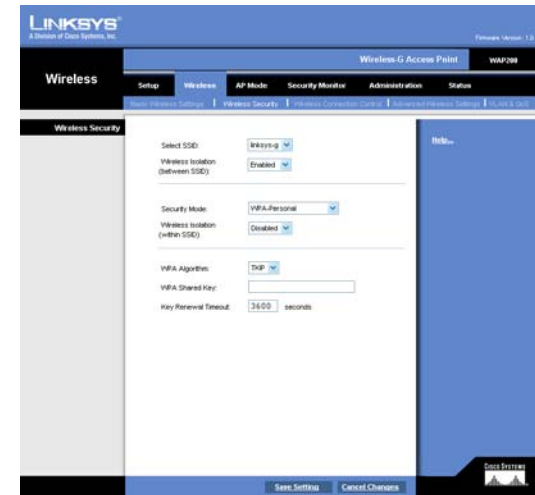 LINKSYS®
A Division of Cisco Systems, Inc.
Firmware Version: 1.0
Wireless-G Access Point WAP200
Wireless
Setup Wireless AP Mode Security Monitor Administration Status
Basic Wireless Settings | Wireless Security | Wireless Connection Control | Advanced Wireless Settings | VLAN & QoS
Wireless Security
Help...
Select SSID: linksys-g
Wireless Isolation
(between SSID): Enabled
Security Mode: WPA-Personal
Wireless Isolation
(within SSID): Disabled
WPA Algorithm: TKIP
WPA Shared Key:
Key Renewal Timeout: 3600 seconds
Save Setting Cancel Changes
CISCO SYSTEMS